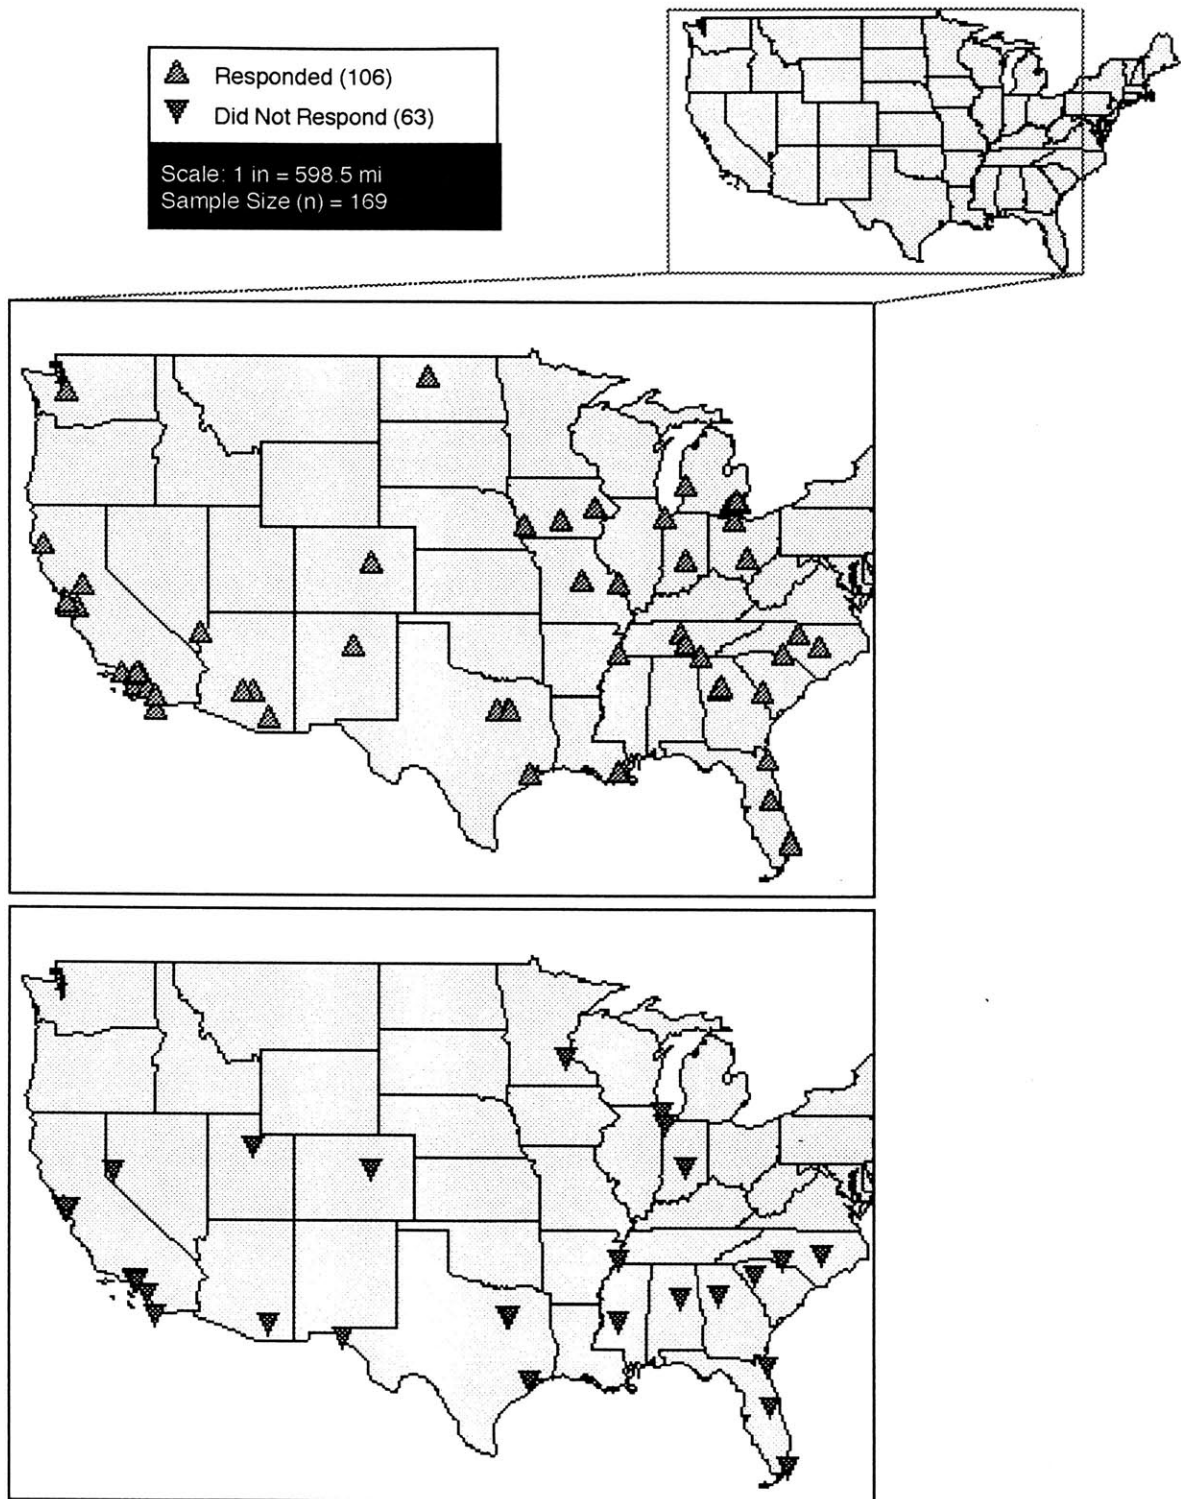 Responded (106)
Did Not Respond (63)
Scale: 1 in = 598.5 mi
Sample Size (n) = 169